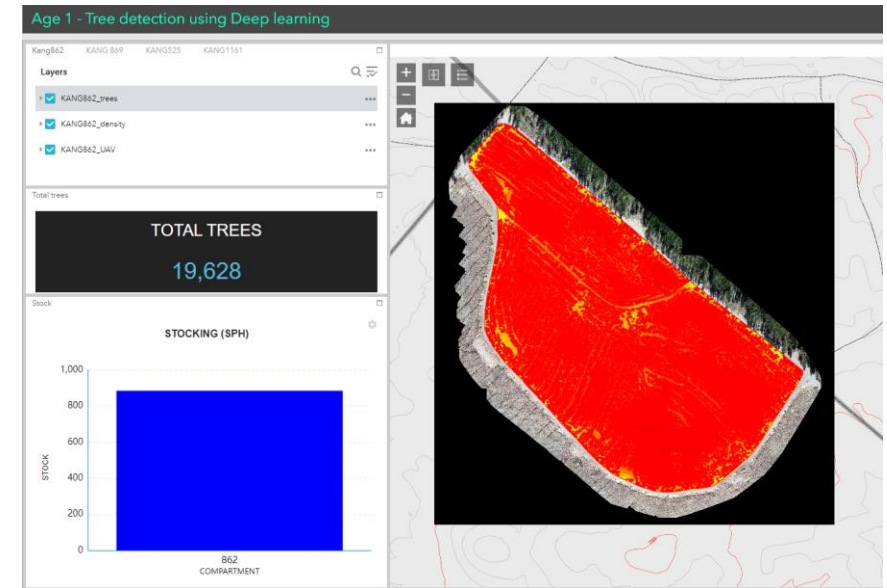 Age 1 - Tree detection using Deep learning
Kang862 KANG 869 KANG525 KANG1161
Layers
KANG862_trees
KANG862_density
KANG862_UAV
Total trees
TOTAL TREES
19,628
Stock
STOCKING (SPH)
1,000
800
600
400
200
0
STOCK
862
COMPARTMENT